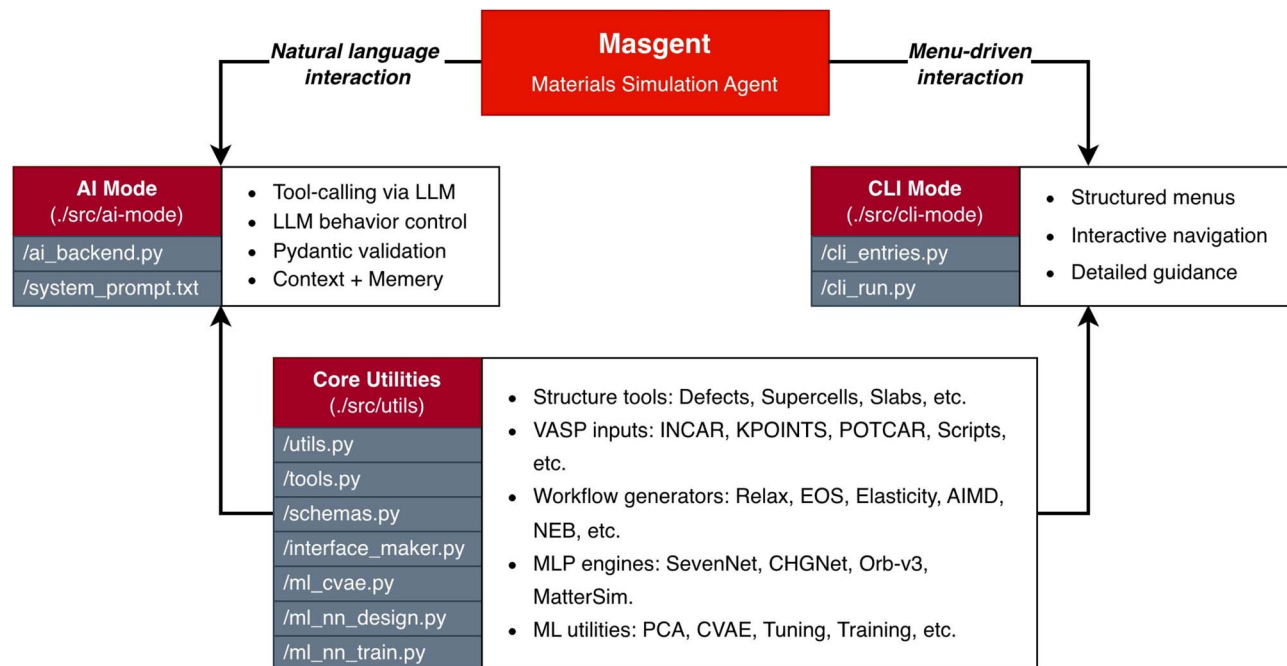 Masgent
Materials Simulation Agent
Natural language
interaction
Menu-driven
interaction
AI Mode
(./src/ai-mode)
/ai_backend.py
/system_prompt.txt
• Tool-calling via LLM
• LLM behavior control
• Pydantic validation
• Context + Memery
CLI Mode
(./src/cli-mode)
/cli_entries.py
/cli_run.py
• Structured menus
• Interactive navigation
• Detailed guidance
Core Utilities
(./src/utils)
/utils.py
/tools.py
/schemas.py
/interface_maker.py
/ml_cvae.py
/ml_nn_design.py
/ml_nn_train.py
• Structure tools: Defects, Supercells, Slabs, etc.
• VASP inputs: INCAR, KPOINTS, POTCAR, Scripts,
etc.
• Workflow generators: Relax, EOS, Elasticity, AIMD,
NEB, etc.
• MLP engines: SevenNet, CHGNet, Orb-v3,
MatterSim.
• ML utilities: PCA, CVAE, Tuning, Training, etc.